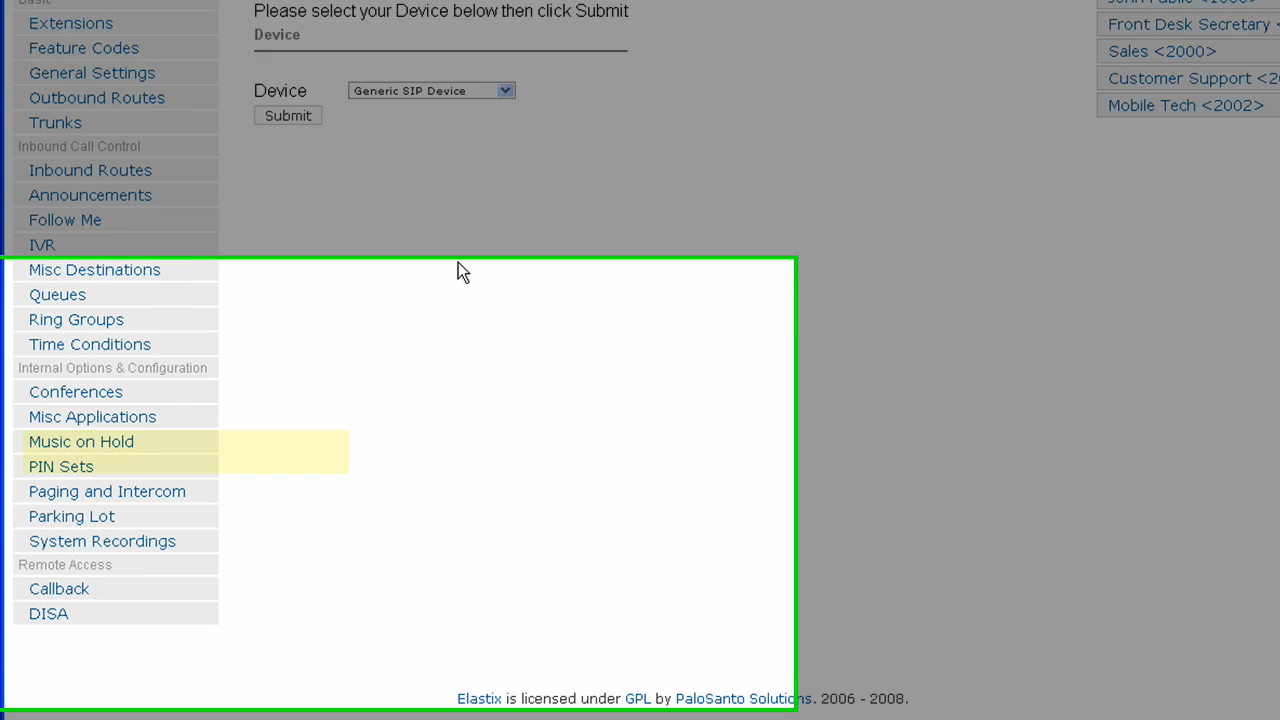 Basic
Extensions
Feature Codes
General Settings
Outbound Routes
Trunks
Inbound Call Control
Inbound Routes
Announcements
Follow Me
IVR
Misc Destinations
Queues
Ring Groups
Time Conditions
Internal Options & Configuration
Conferences
Misc Applications
Music on Hold
PIN Sets
Paging and Intercom
Parking Lot
System Recordings
Remote Access
Callback
DISA
Please select your Device below then click Submit
Device
Device Generic SIP Device
Submit
Front Desk Secretary <
Sales <2000>
Customer Support <20
Mobile Tech <2002>
Elastix is licensed under GPL by PaloSanto Solutions. 2006 - 2008.